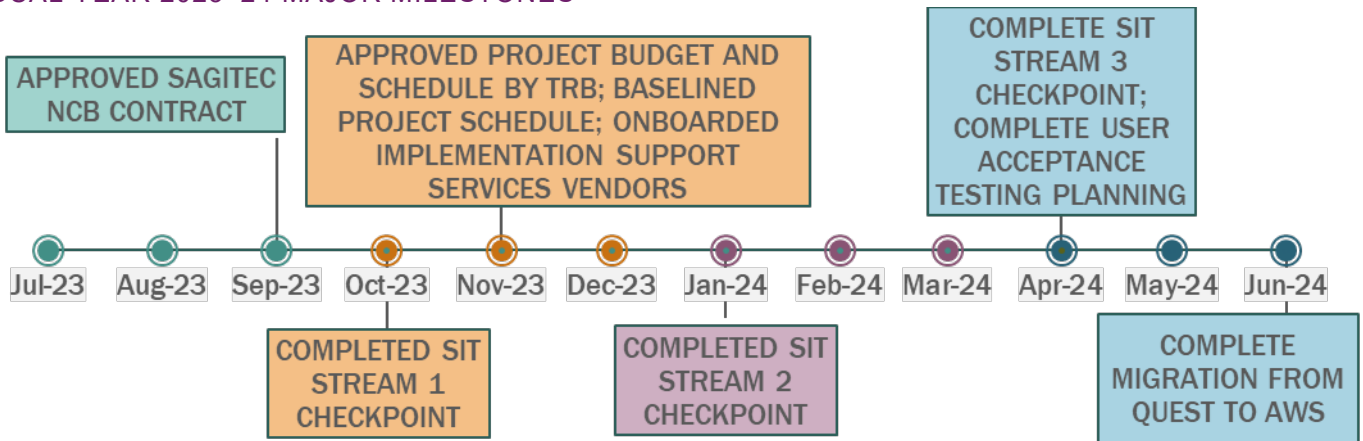 APPROVED SAGITEC
NCB CONTRACT
APPROVED PROJECT BUDGET AND
SCHEDULE BY TRB; BASELINED
PROJECT SCHEDULE; ONBOARDED
IMPLEMENTATION SUPPORT
SERVICES VENDORS
COMPLETE SIT
STREAM 3
CHECKPOINT;
COMPLETE USER
ACCEPTANCE
TESTING PLANNING
Jul-23
Aug-23
Sep-23
Oct-23
Nov-23
Dec-23
Jan-24
Feb-24
Mar-24
Apr-24
May-24
Jun-24
COMPLETED SIT
STREAM 1
CHECKPOINT
COMPLETED SIT
STREAM 2
CHECKPOINT
COMPLETE
MIGRATION FROM
QUEST TO AWS